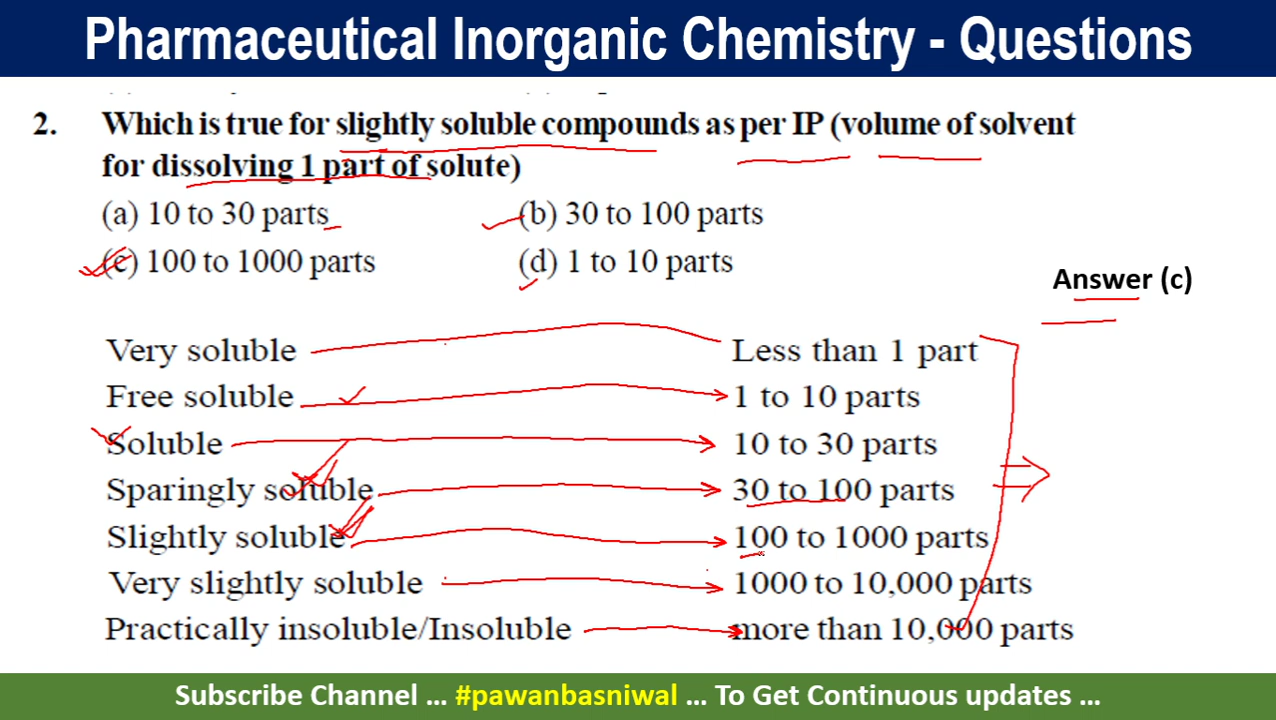 Pharmaceutical Inorganic Chemistry - Questions
2. Which is true for slightly soluble compounds as per IP (volume of solvent
for dissolving 1 part of solute)
(a) 10 to 30 parts (b) 30 to 100 parts
(c) 100 to 1000 parts (d) 1 to 10 parts
Answer (c)
Very soluble Less than 1 part
Free soluble 1 to 10 parts
Soluble 10 to 30 parts
Sparingly soluble 30 to 100 parts
Slightly soluble 100 to 1000 parts
Very slightly soluble 1000 to 10,000 parts
Practically insoluble/Insoluble more than 10,000 parts
Subscribe Channel ... #pawanbasniwal ... To Get Continuous updates ...